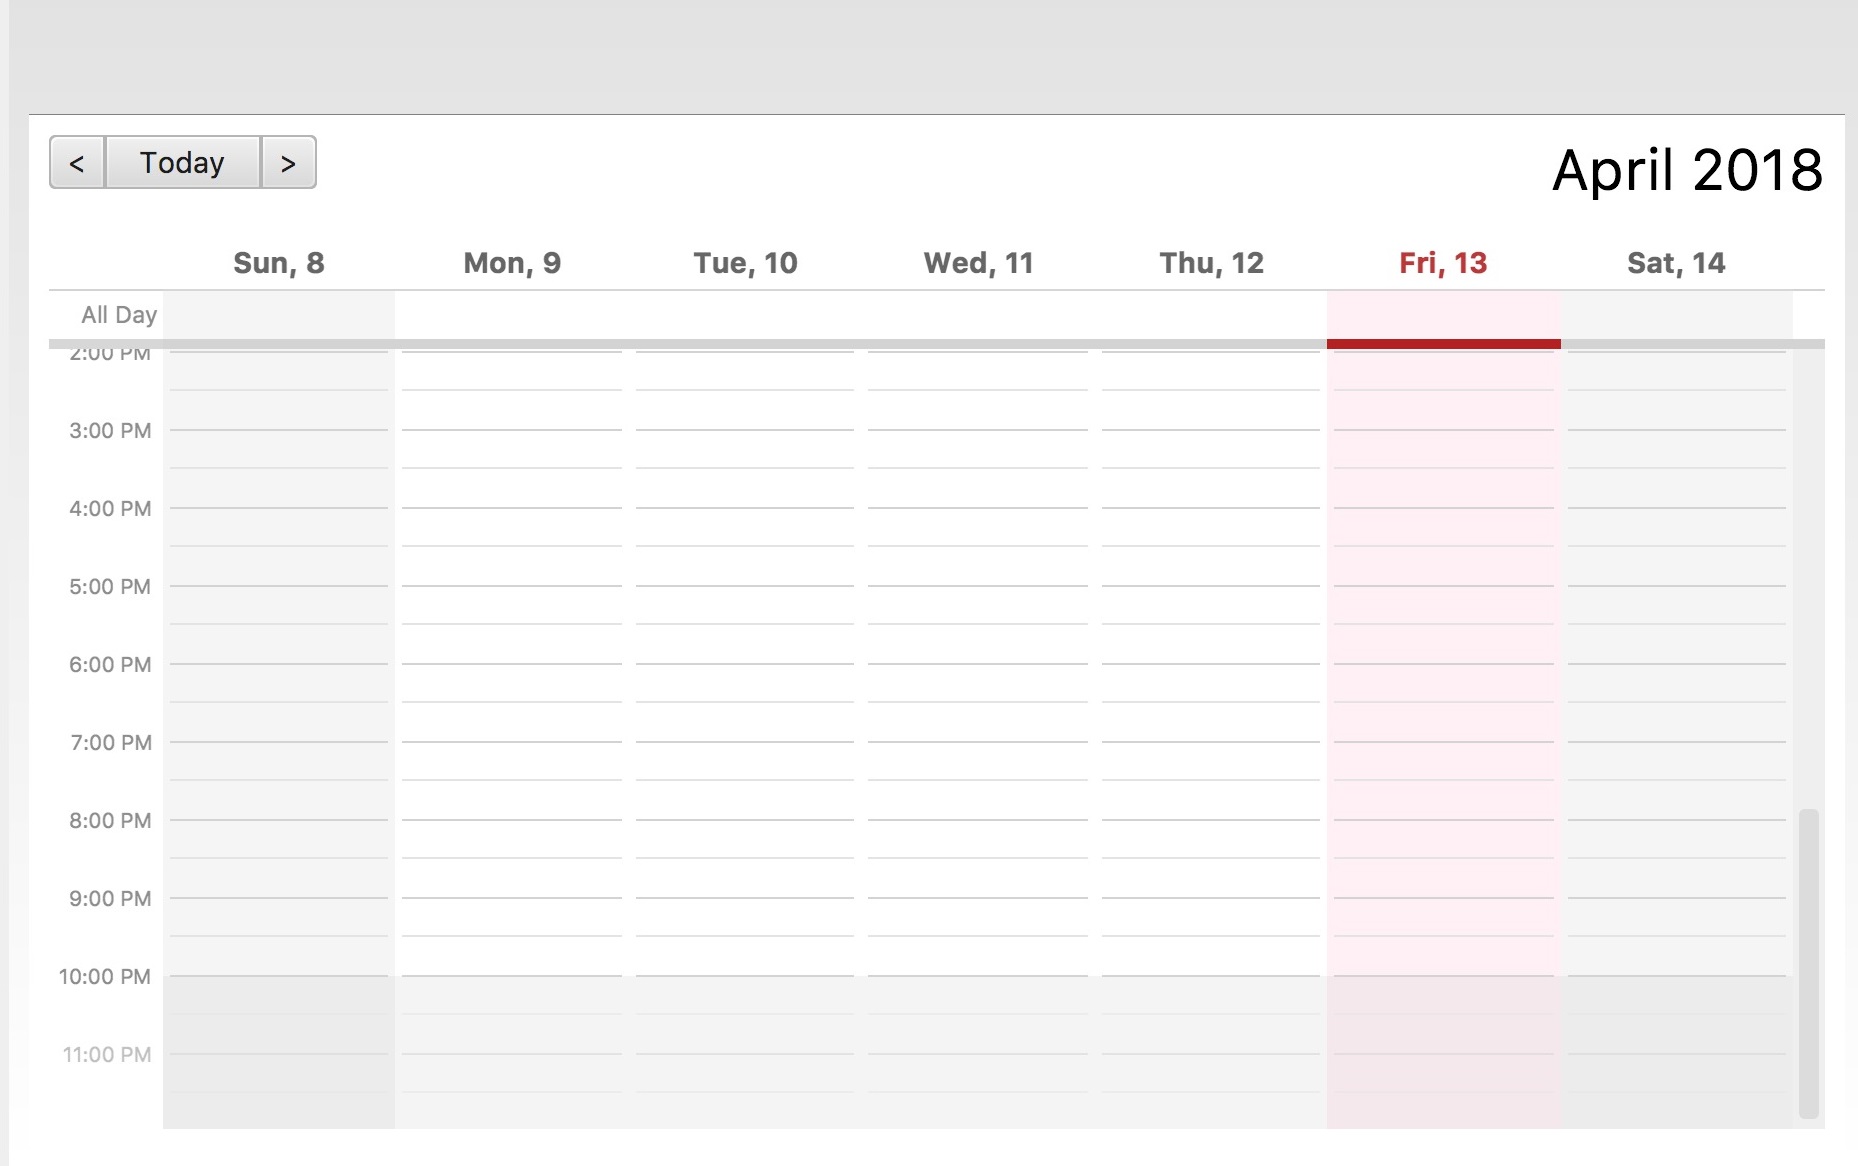 < Today >
April 2018
Sun, 8 Mon, 9 Tue, 10 Wed, 11 Thu, 12 Fri, 13 Sat, 14
All Day
2:00 PM
3:00 PM
4:00 PM
5:00 PM
6:00 PM
7:00 PM
8:00 PM
9:00 PM
10:00 PM
11:00 PM